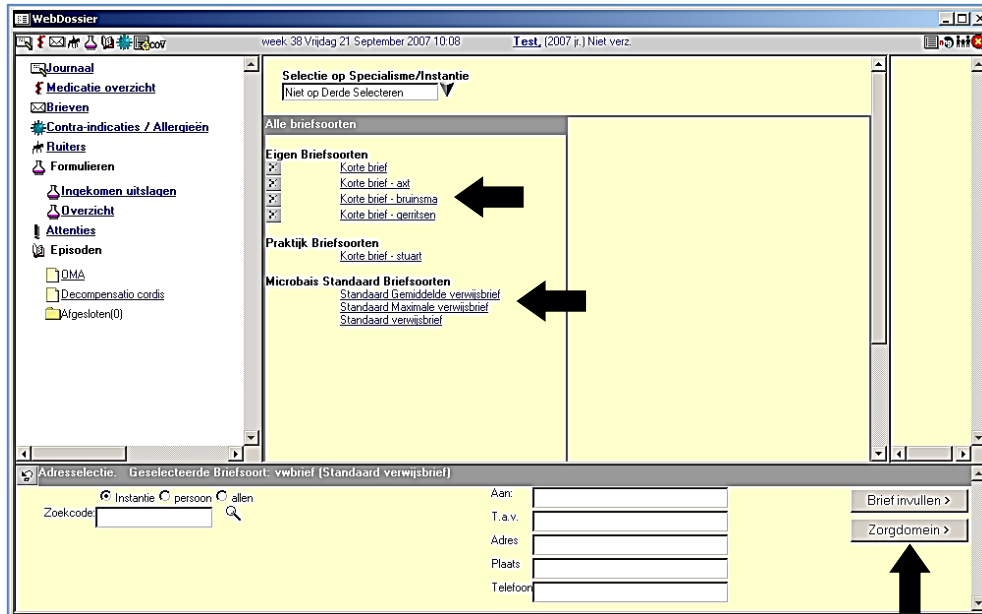 WebDossier
cov week 38 Vrijdag 21 September 2007 10:08 Test, (2007 jr.) Niet verz.
Journaal
Medicatie overzicht
Brieven
Contra-indicaties / Allergieën
Ruiters
Formulieren
Ingekomen uitslagen
Overzicht
Attenties
Episoden
OMA
Decompensatio cordis
Afgesloten(0)
Selectie op Specialisme/Instantie
Niet op Derde Selecteren
Alle briefsoorten
Eigen Briefsoorten
Korte brief
Korte brief - axt
Korte brief - bruinsma
Korte brief - gerritsen
Praktijk Briefsoorten
Korte brief - stuart
Microbais Standaard Briefsoorten
Standaard Gemiddelde verwijsbrief
Standaard Maximale verwijsbrief
Standaard verwijsbrief
Adresselectie. Geselecteerde Briefsoort: vwbrief (Standaard verwijsbrief)
Instantie persoon allen
Zoekcode:
Aan:
T.a.v.
Adres
Plaats
Telefoon
Brief invullen >
Zorgdomein >